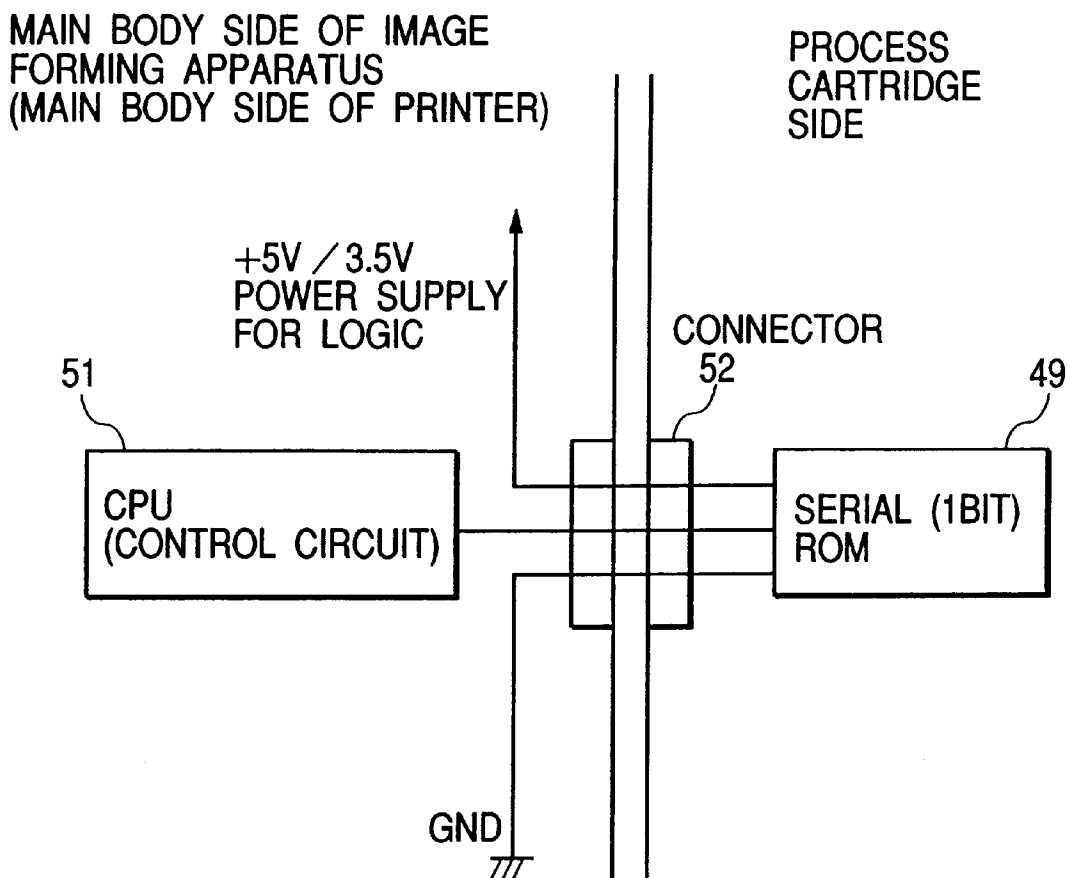 MAIN BODY SIDE OF IMAGE
FORMING APPARATUS
(MAIN BODY SIDE OF PRINTER)
PROCESS
CARTRIDGE
SIDE
+5V / 3.5V
POWER SUPPLY
FOR LOGIC
CONNECTOR
52
51
49
CPU
(CONTROL CIRCUIT)
SERIAL (1BIT)
ROM
GND